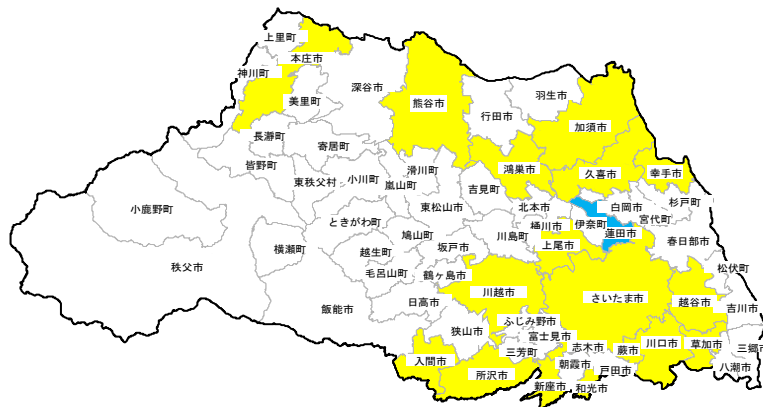 上里町
本庄市
神川町
美里町
深谷市
熊谷市
行田市
羽生市
加須市
長瀞町
寄居町
皆野町
東秩父村
小川町
滑川町
嵐山町
吉見町
鴻巣市
久喜市
幸手市
小鹿野町
ときがわ町
東松山市
北本市
桶川市
伊奈町
白岡市
杉戸町
宮代町
蓮田市
春日部市
横瀬町
鳩山町
越生町
坂戸市
川島町
上尾市
秩父市
毛呂山町
鶴ヶ島市
松伏町
飯能市
日高市
川越市
さいたま市
越谷市
吉川市
狭山市
ふじみ野市
富士見市
三芳町
志木市
蕨市
川口市
草加市
三郷市
入間市
所沢市
朝霞市
戸田市
八潮市
新座市
和光市